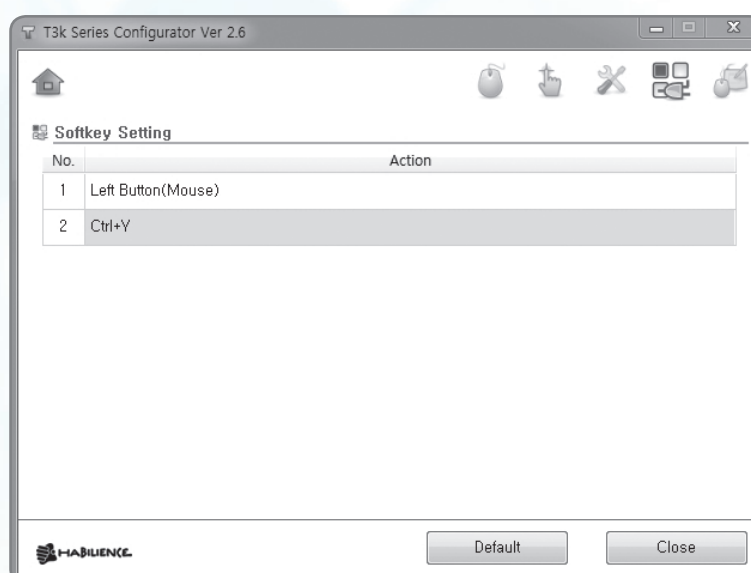 T3k Series Configurator Ver 2.6
Softkey Setting
No. Action
1 Left Button(Mouse)
2 Ctrl+Y
HABILIENCE Default Close